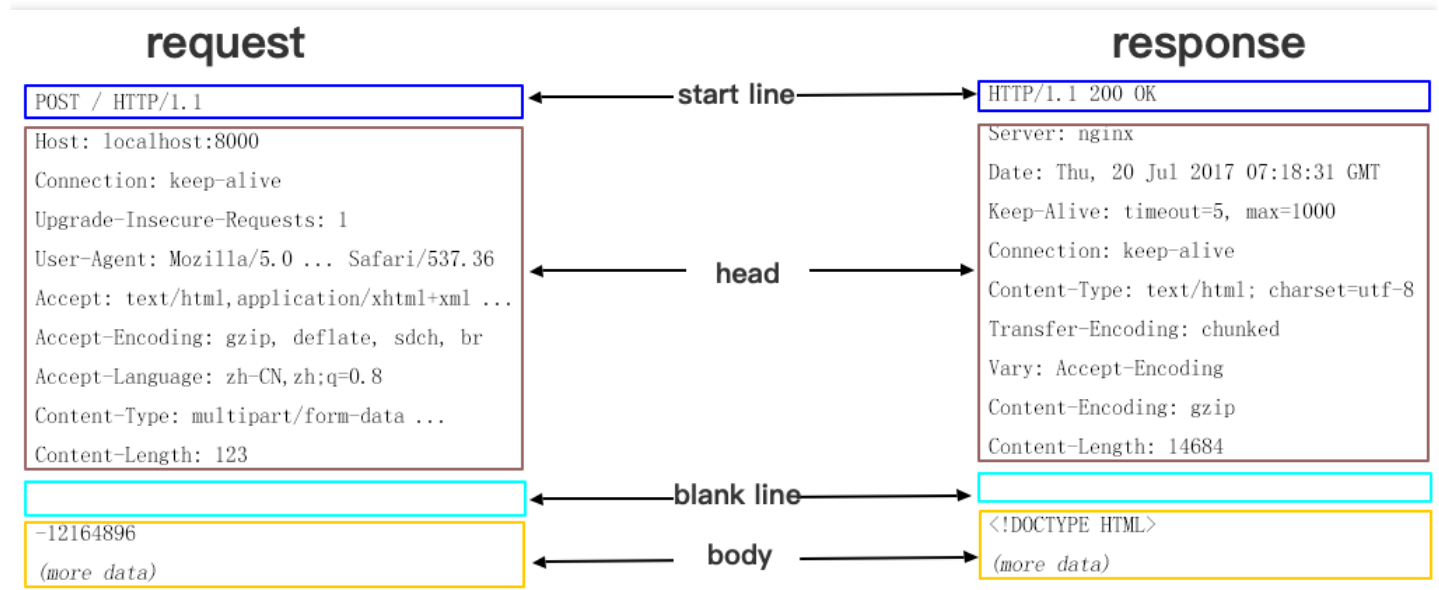 request
POST / HTTP/1.1
Host: localhost:8000
Connection: keep-alive
Upgrade-Insecure-Requests: 1
User-Agent: Mozilla/5.0 ... Safari/537.36
Accept: text/html,application/xhtml+xml ...
Accept-Encoding: gzip, deflate, sdch, br
Accept-Language: zh-CN,zh;q=0.8
Content-Type: multipart/form-data ...
Content-Length: 123
-12164896
(more data)
start line
head
blank line
body
response
HTTP/1.1 200 OK
Server: nginx
Date: Thu, 20 Jul 2017 07:18:31 GMT
Keep-Alive: timeout=5, max=1000
Connection: keep-alive
Content-Type: text/html; charset=utf-8
Transfer-Encoding: chunked
Vary: Accept-Encoding
Content-Encoding: gzip
Content-Length: 14684
<!DOCTYPE HTML>
(more data)